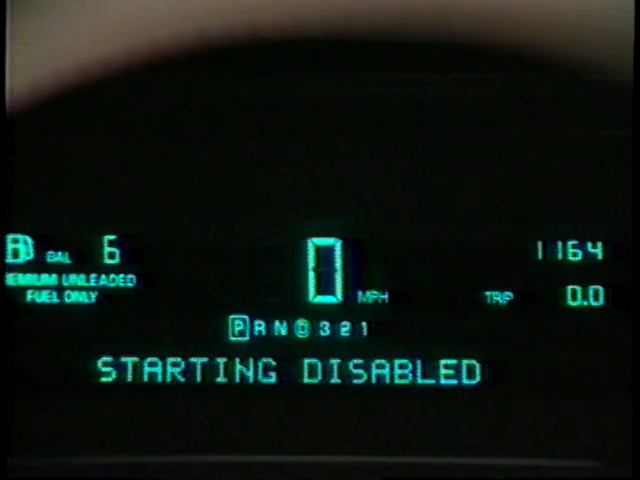 BAL 6
0 MPH
1164
PREMIUM UNLEADED
FUEL ONLY
TRIP 0.0
P R N D 3 2 1
STARTING DISABLED